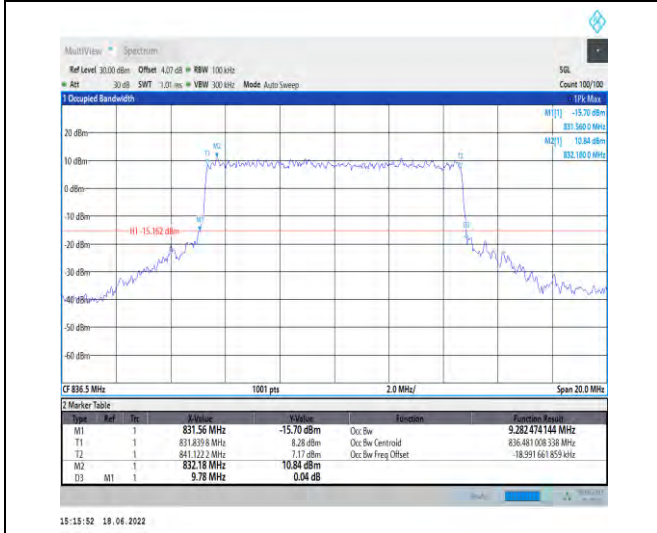 MultiView Spectrum
Ref Level 30.00 dBm Offset 4.07 dB RBW 100 kHz SGL
Att 30 dB SWT 1.01 ms VBW 300 kHz Mode Auto Sweep Count 100/100
1 Occupied Bandwidth 1Pk Max
M1[1] -15.70 dBm
831.560 0 MHz
M2[1] 10.84 dBm
832.180 0 MHz
20 dBm
M2
T1 T2
10 dBm
0 dBm
-10 dBm
M1 D3
H1 -15.162 dBm
-20 dBm
-30 dBm
-40 dBm
-50 dBm
-60 dBm
CF 836.5 MHz 1001 pts 2.0 MHz/ Span 20.0 MHz
2 Marker Table
Type Ref Trc X-Value Y-Value Function Function Result
M1 1 831.56 MHz -15.70 dBm Occ Bw 9.282 474 144 MHz
T1 1 831.839 8 MHz 8.28 dBm Occ Bw Centroid 836.481 008 338 MHz
T2 1 841.122 2 MHz 7.17 dBm Occ Bw Freq Offset -18.991 661 859 kHz
M2 1 832.18 MHz 10.84 dBm
D3 M1 1 9.78 MHz 0.04 dB
Ready
15:15:52 18.06.2022